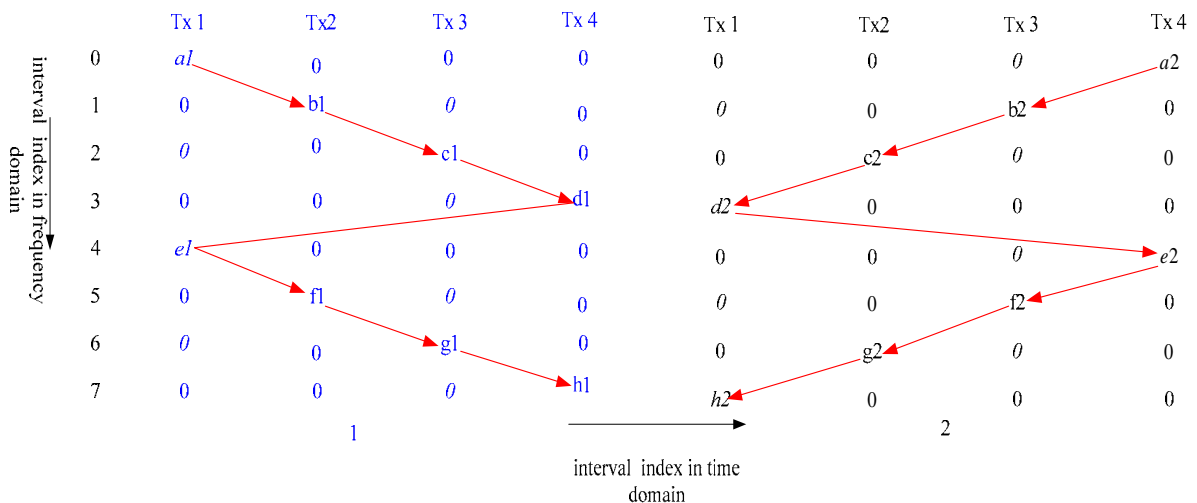 Tx 1 Tx2 Tx 3 Tx 4 Tx 1 Tx2 Tx 3 Tx 4
0 a1 0 0 0 0 0 0 a2
1 0 b1 0 0 0 0 b2 0
2 0 0 c1 0 0 c2 0 0
3 0 0 0 d1 d2 0 0 0
4 e1 0 0 0 0 0 0 e2
5 0 f1 0 0 0 0 f2 0
6 0 0 g1 0 0 g2 0 0
7 0 0 0 h1 h2 0 0 0
1 2
interval index in frequency
domain
interval index in time
domain